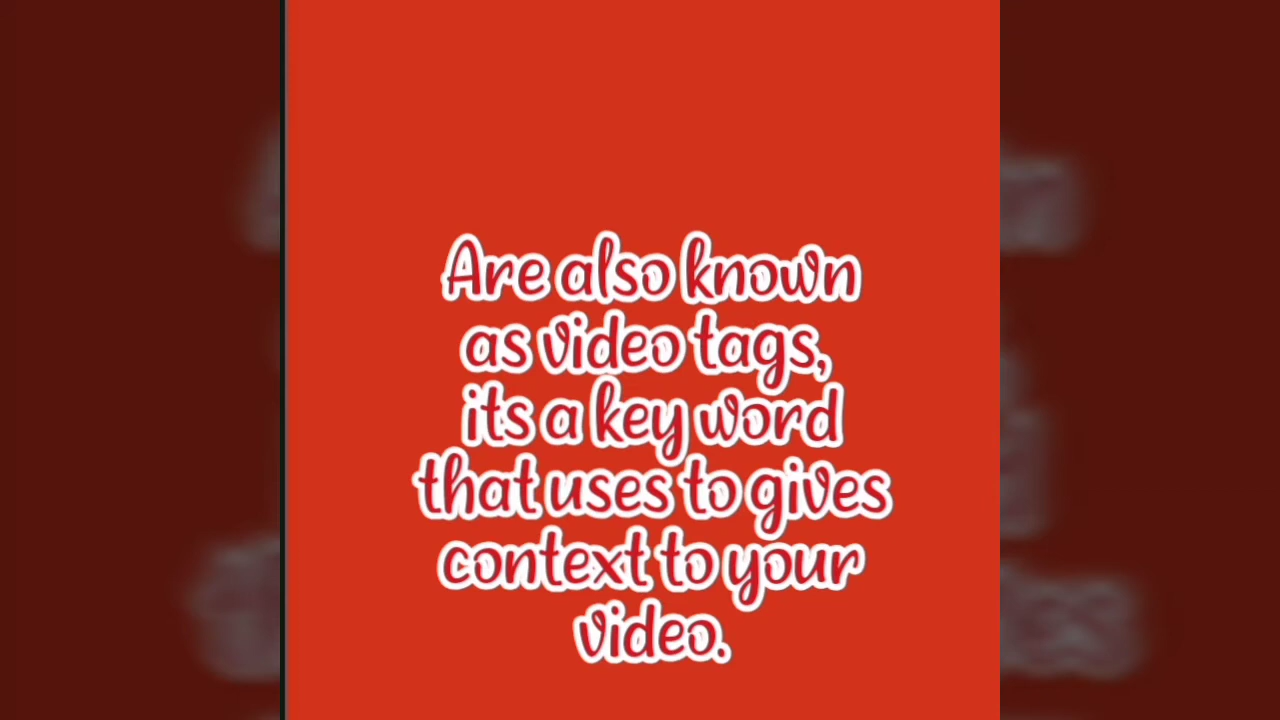 Are also known
as video tags,
its a key word
that uses to gives
context to your
video.